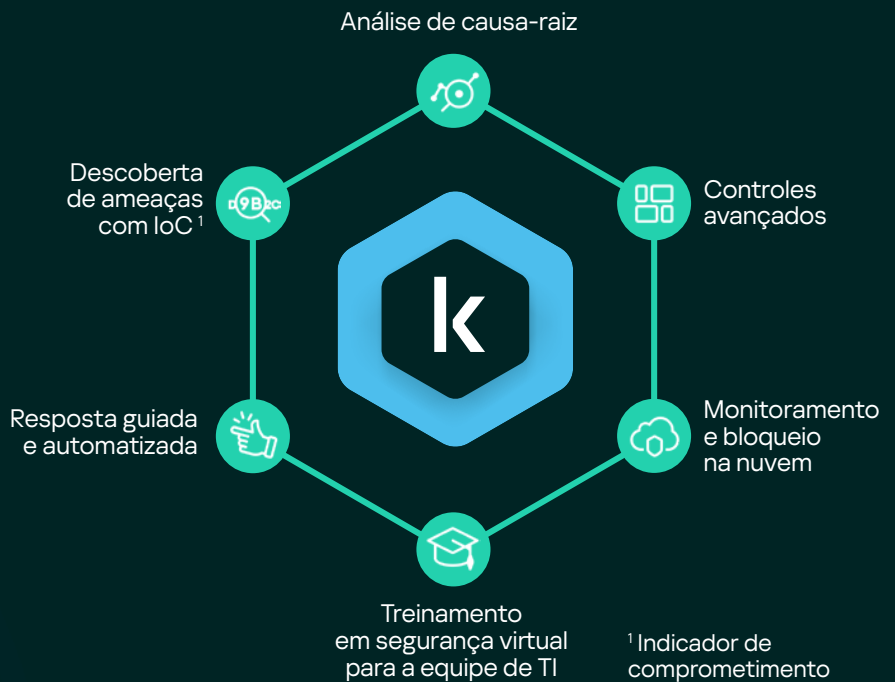 Análise de causa-raiz
Descoberta
de ameaças
com IoC ¹
D9B2C
Controles
avançados
k
Resposta guiada
e automatizada
Monitoramento
e bloqueio
na nuvem
Treinamento
em segurança virtual
para a equipe de TI
¹ Indicador de
comprometimento